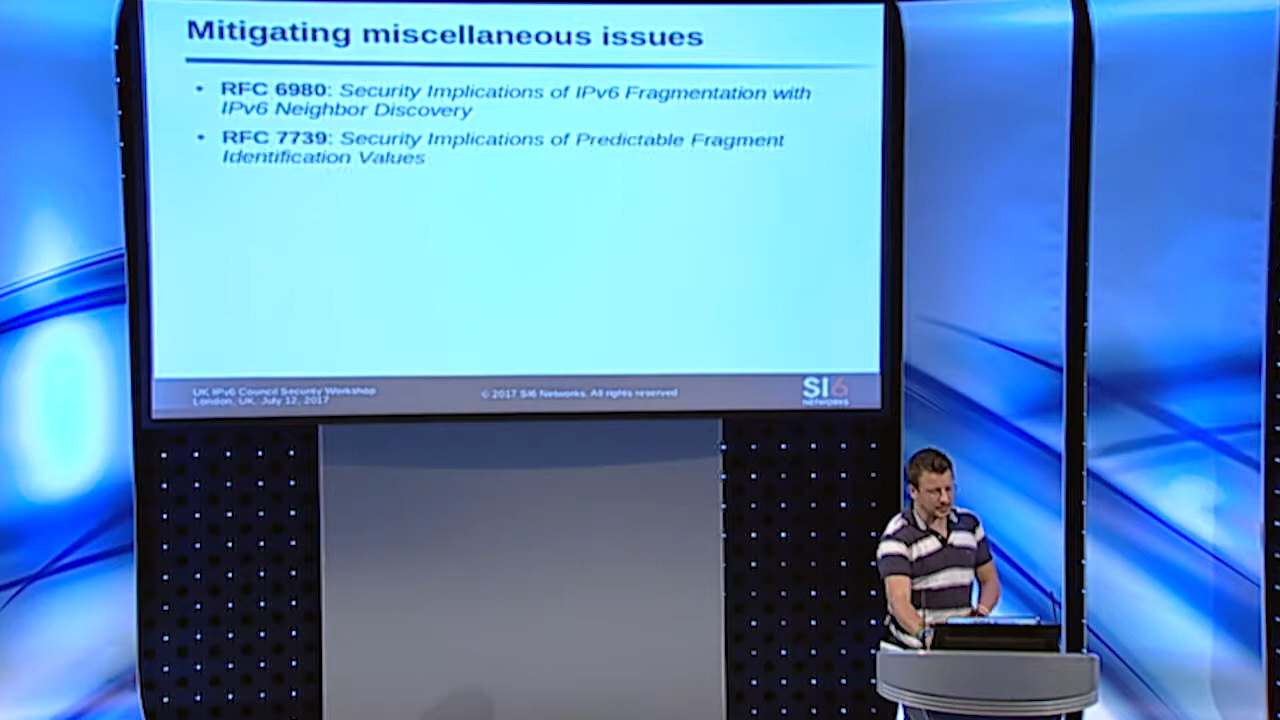 Mitigating miscellaneous issues
• RFC 6980: Security Implications of IPv6 Fragmentation with
IPv6 Neighbor Discovery
• RFC 7739: Security Implications of Predictable Fragment
Identification Values
UK IPv6 Council Security Workshop
London, UK. July 12, 2017
© 2017 SI6 Networks. All rights reserved
SI6
NETWORKS